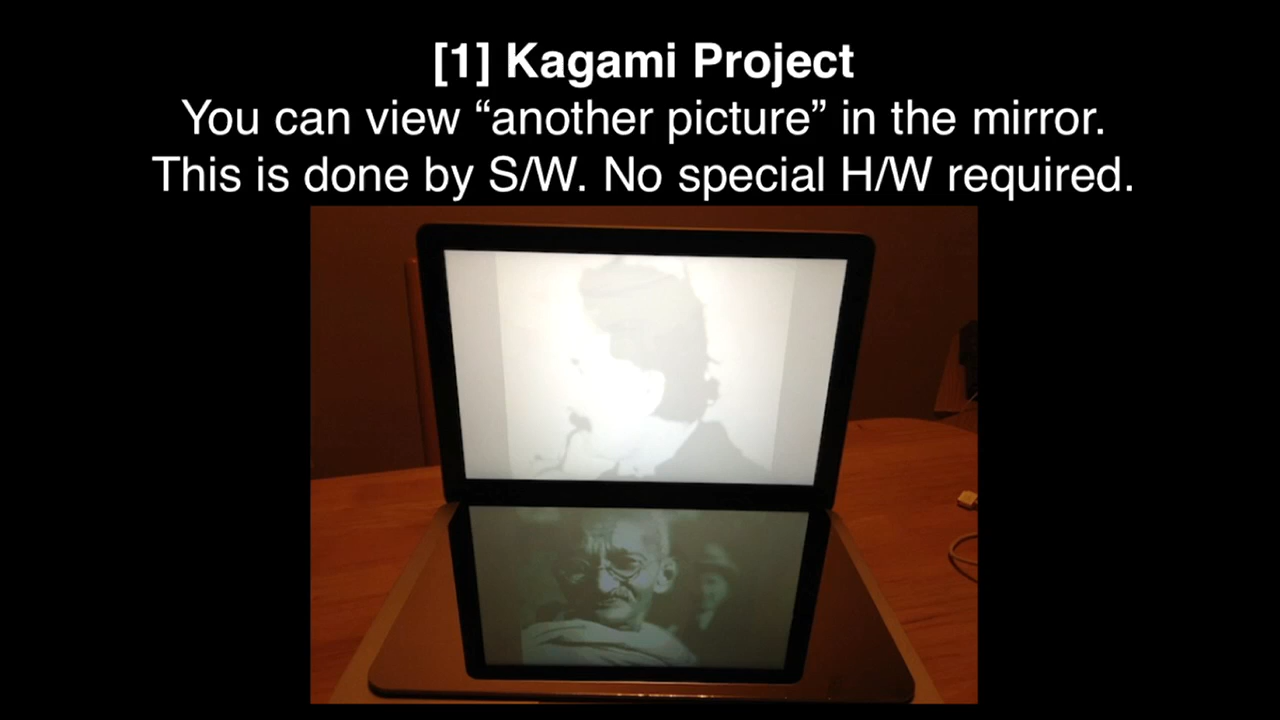 [1] Kagami Project
You can view “another picture” in the mirror.
This is done by S/W. No special H/W required.